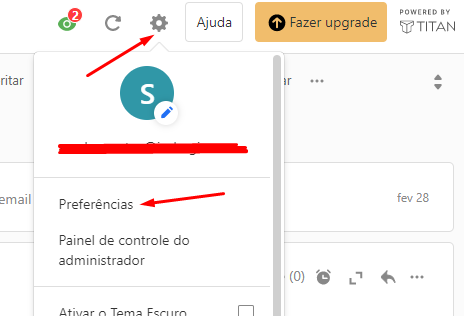 2
Ajuda
Fazer upgrade
POWERED BY
TITAN
S
ritar
ar
Preferências
email
fev 28
Painel de controle do
administrador
(0)
Ativar o Tema Escuro